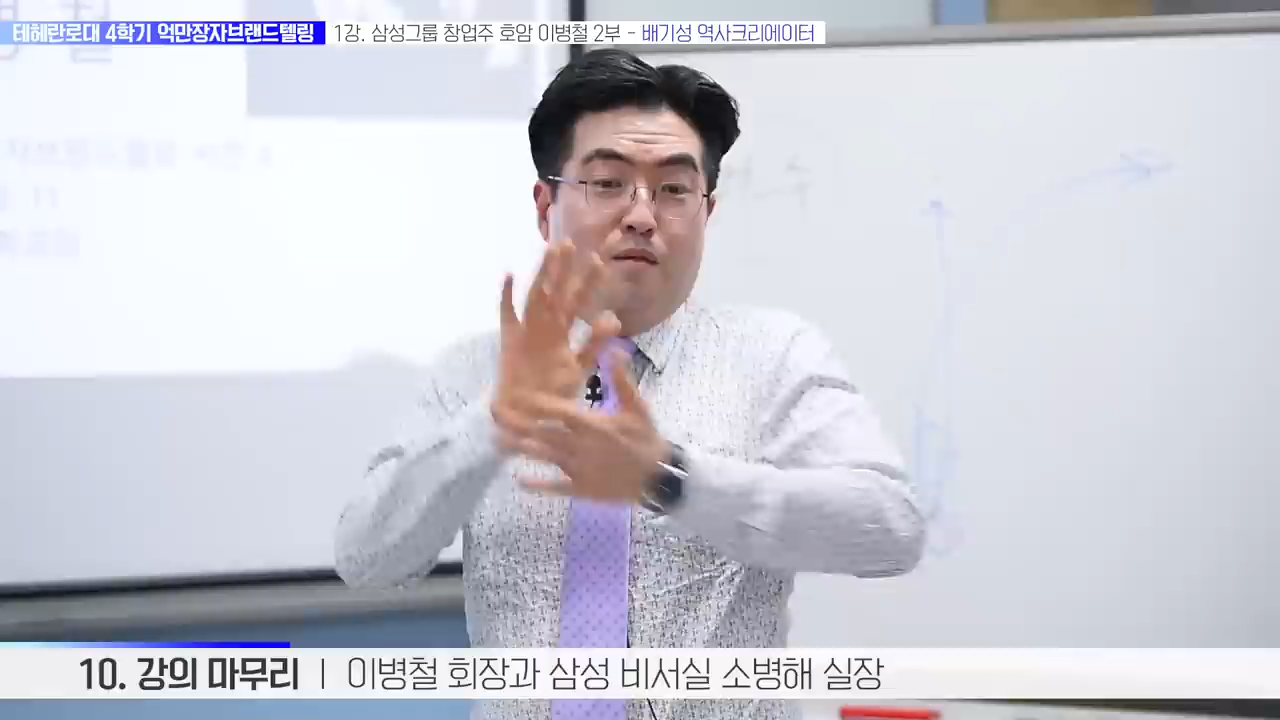 테헤란로대 4학기 억만장자브랜드텔링 1강. 삼성그룹 창업주 호암 이병철 2부 - 배기성 역사크리에이터
10. 강의 마무리 | 이병철 회장과 삼성 비서실 소병해 실장